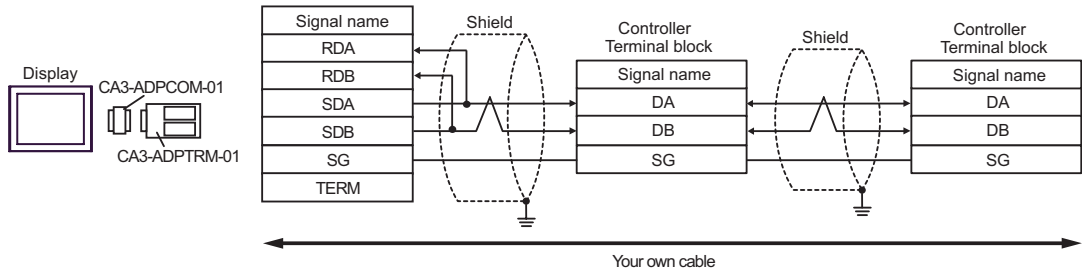 Display
CA3-ADPCOM-01
CA3-ADPTRM-01
Signal name
RDA
RDB
SDA
SDB
SG
TERM
Shield
Controller
Terminal block
Signal name
DA
DB
SG
Shield
Controller
Terminal block
Signal name
DA
DB
SG
Your own cable